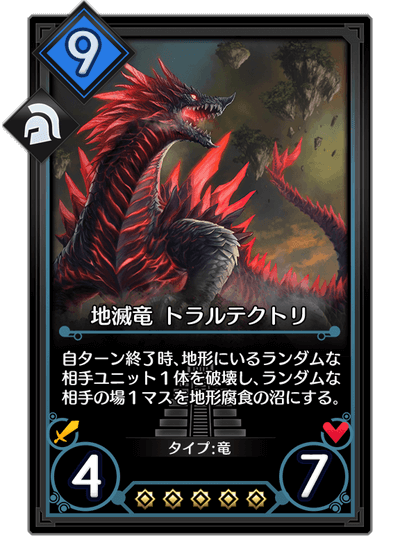 9
地滅竜 トラルテクトリ
自ターン終了時、地形にいるランダムな
相手ユニット1体を破壊し、ランダムな
相手の場1マスを地形腐食の沼にする。
タイプ:竜
4
7